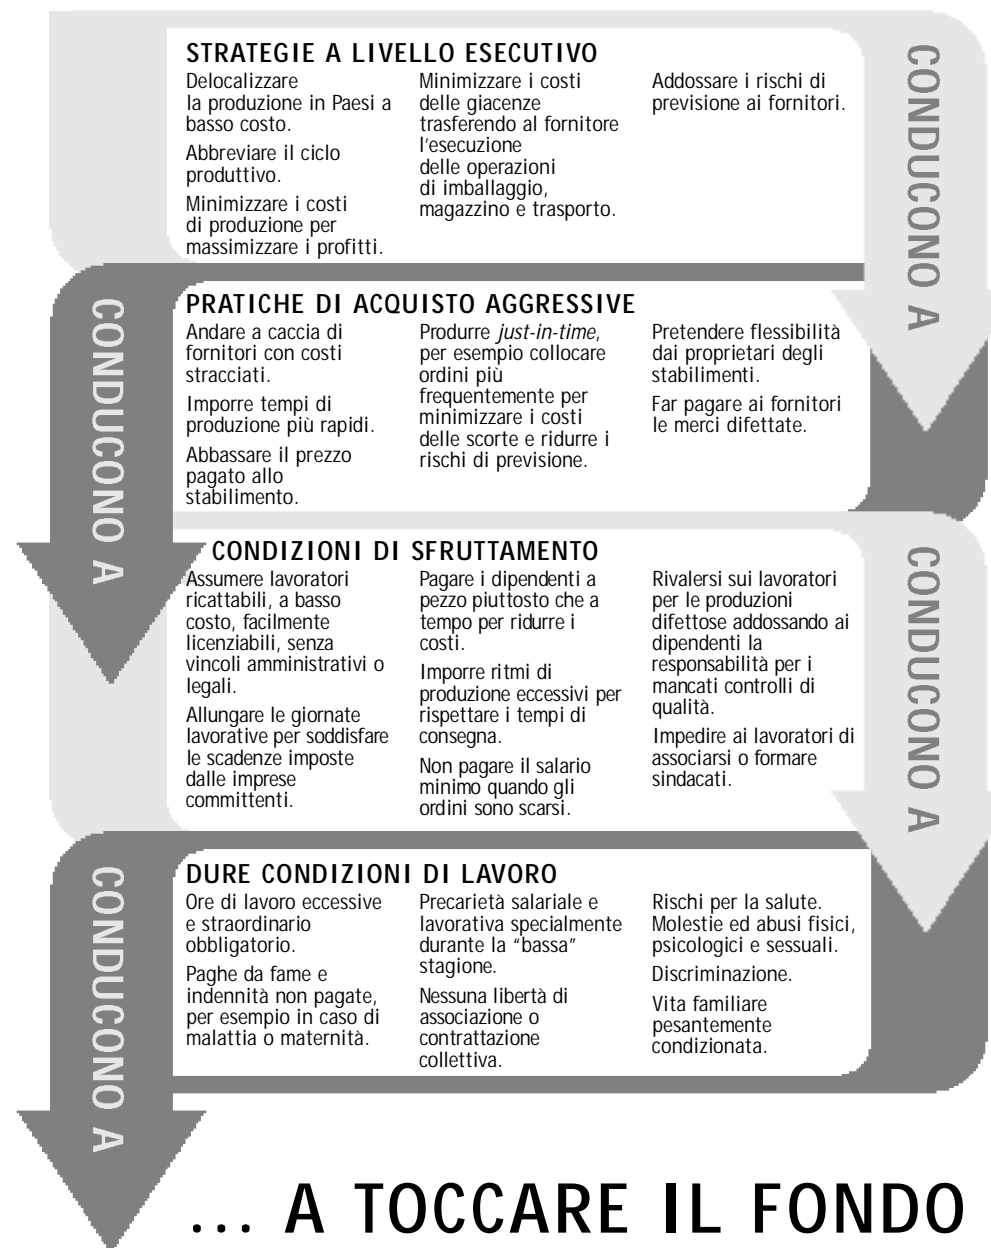 STRATEGIE A LIVELLO ESECUTIVO
Delocalizzare
la produzione in Paesi a
basso costo.
Abbreviare il ciclo
produttivo.
Minimizzare i costi
di produzione per
massimizzare i profitti.
Minimizzare i costi
delle giacenze
trasferendo al fornitore
l'esecuzione
delle operazioni
di imballaggio,
magazzino e trasporto.
Addossare i rischi di
previsione ai fornitori.
CONDUCONO A
PRATICHE DI ACQUISTO AGGRESSIVE
Andare a caccia di
fornitori con costi
stracciati.
Imporre tempi di
produzione più rapidi.
Abbassare il prezzo
pagato allo
stabilimento.
Produrre just-in-time,
per esempio collocare
ordini più
frequentemente per
minimizzare i costi
delle scorte e ridurre i
rischi di previsione.
Pretendere flessibilità
dai proprietari degli
stabilimenti.
Far pagare ai fornitori
le merci difettate.
CONDUCONO A
CONDIZIONI DI SFRUTTAMENTO
Assumere lavoratori
ricattabili, a basso
costo, facilmente
licenziabili, senza
vincoli amministrativi o
legali.
Allungare le giornate
lavorative per soddisfare
le scadenze imposte
dalle imprese
committenti.
Pagare i dipendenti a
pezzo piuttosto che a
tempo per ridurre i
costi.
Imporre ritmi di
produzione eccessivi per
rispettare i tempi di
consegna.
Non pagare il salario
minimo quando gli
ordini sono scarsi.
Rivalersi sui lavoratori
per le produzioni
difettose addossando ai
dipendenti la
responsabilità per i
mancati controlli di
qualità.
Impedire ai lavoratori di
associarsi o formare
sindacati.
CONDUCONO A
DURE CONDIZIONI DI LAVORO
Ore di lavoro eccessive
e straordinario
obbligatorio.
Paghe da fame e
indennità non pagate,
per esempio in caso di
malattia o maternità.
Precarietà salariale e
lavorativa specialmente
durante la “bassa”
stagione.
Nessuna libertà di
associazione o
contrattazione
collettiva.
Rischi per la salute.
Molestie ed abusi fisici,
psicologici e sessuali.
Discriminazione.
Vita familiare
pesantemente
condizionata.
CONDUCONO A
... A TOCCARE IL FONDO